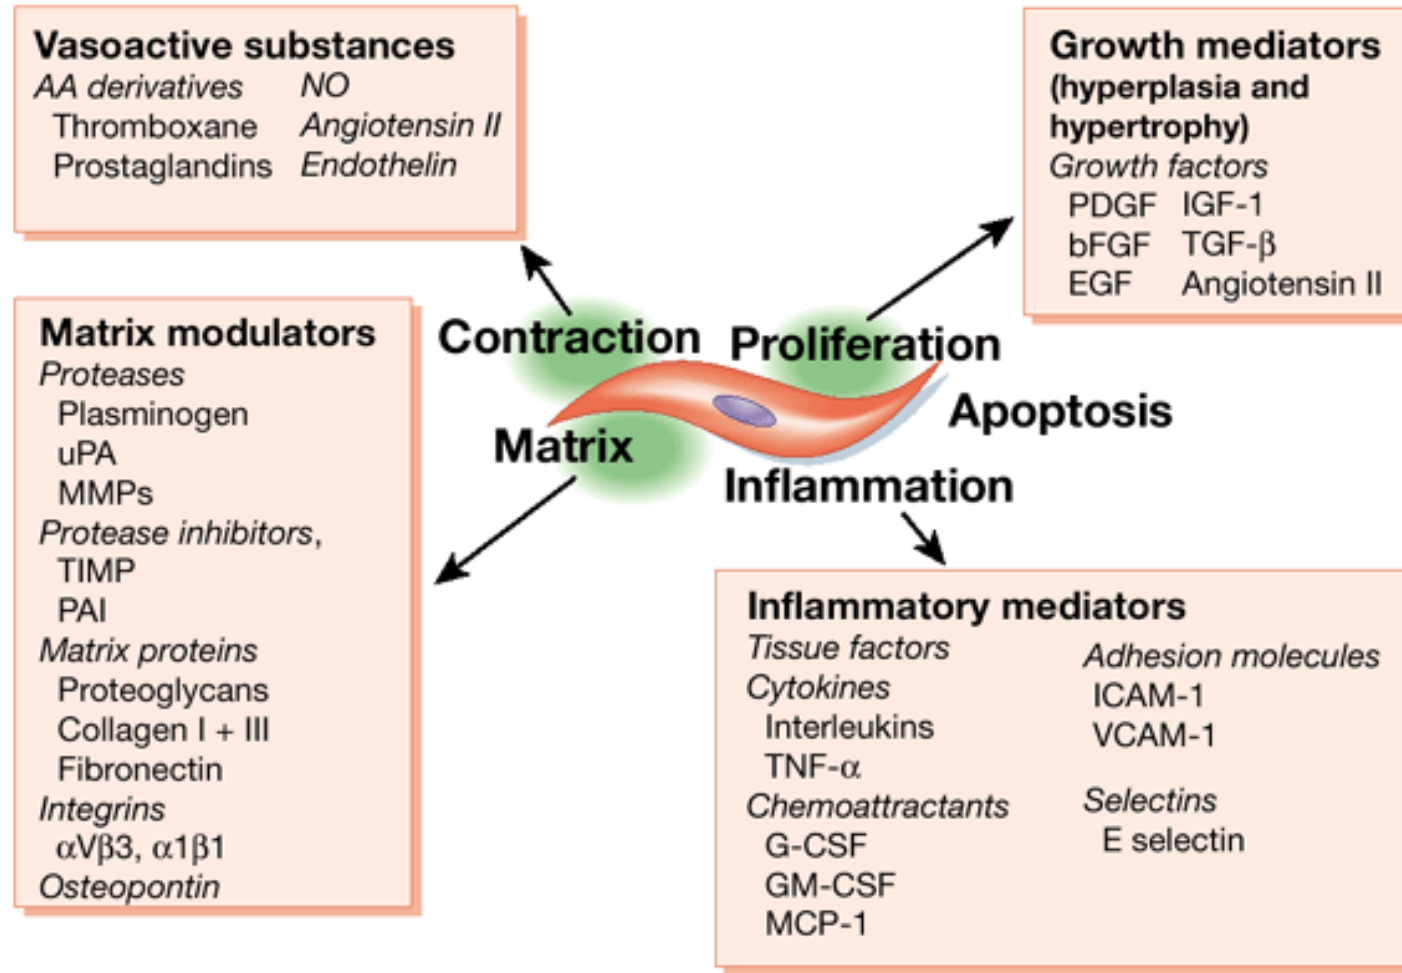 Vasoactive substances
AA derivatives NO
Thromboxane Angiotensin II
Prostaglandins Endothelin
Growth mediators
(hyperplasia and
hypertrophy)
Growth factors
PDGF IGF-1
bFGF TGF-β
EGF Angiotensin II
Contraction Proliferation
Apoptosis
Matrix
Inflammation
Matrix modulators
Proteases
Plasminogen
uPA
MMPs
Protease inhibitors,
TIMP
PAI
Matrix proteins
Proteoglycans
Collagen I + III
Fibronectin
Integrins
αVβ3, α1β1
Osteopontin
Inflammatory mediators
Tissue factors
Cytokines
Interleukins
TNF-α
Chemoattractants
G-CSF
GM-CSF
MCP-1
Adhesion molecules
ICAM-1
VCAM-1
Selectins
E selectin